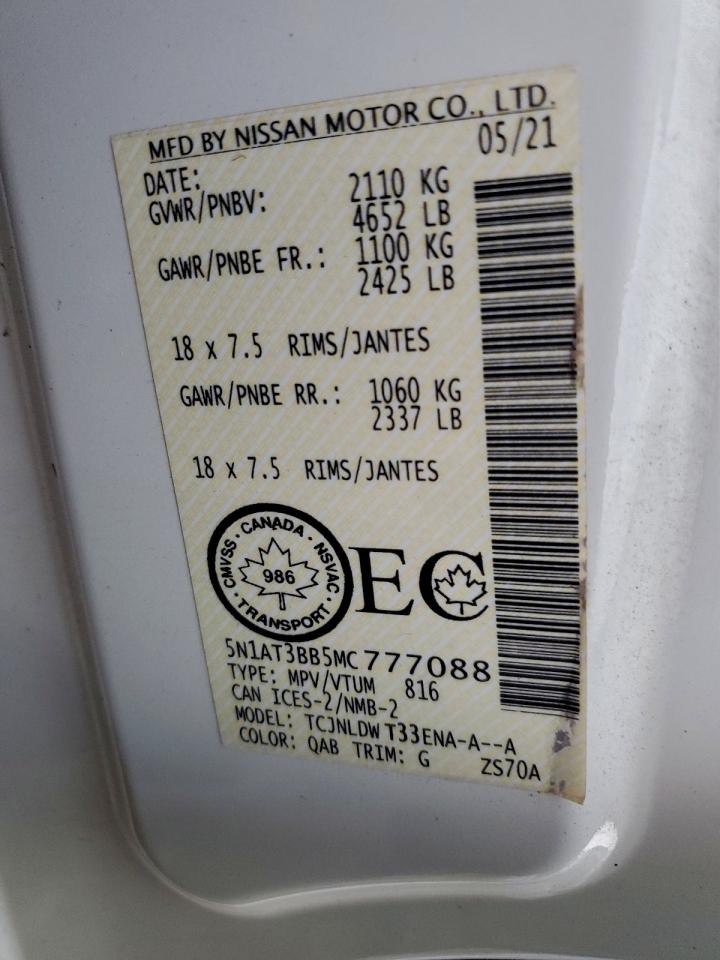 MFD BY NISSAN MOTOR CO., LTD.
DATE: 05/21
GVWR/PNBV: 2110 KG
4652 LB
GAWR/PNBE FR.: 1100 KG
2425 LB
18 x 7.5 RIMS/JANTES
GAWR/PNBE RR.: 1060 KG
2337 LB
18 x 7.5 RIMS/JANTES
CMVSS · CANADA · NSVAC · TRANSPORT ·
986
EC
5N1AT3BB5MC777088
TYPE: MPV/VTUM 816
CAN ICES-2/NMB-2
MODEL: TCJNLDW T33ENA-A--A
COLOR: QAB TRIM: G ZS70A